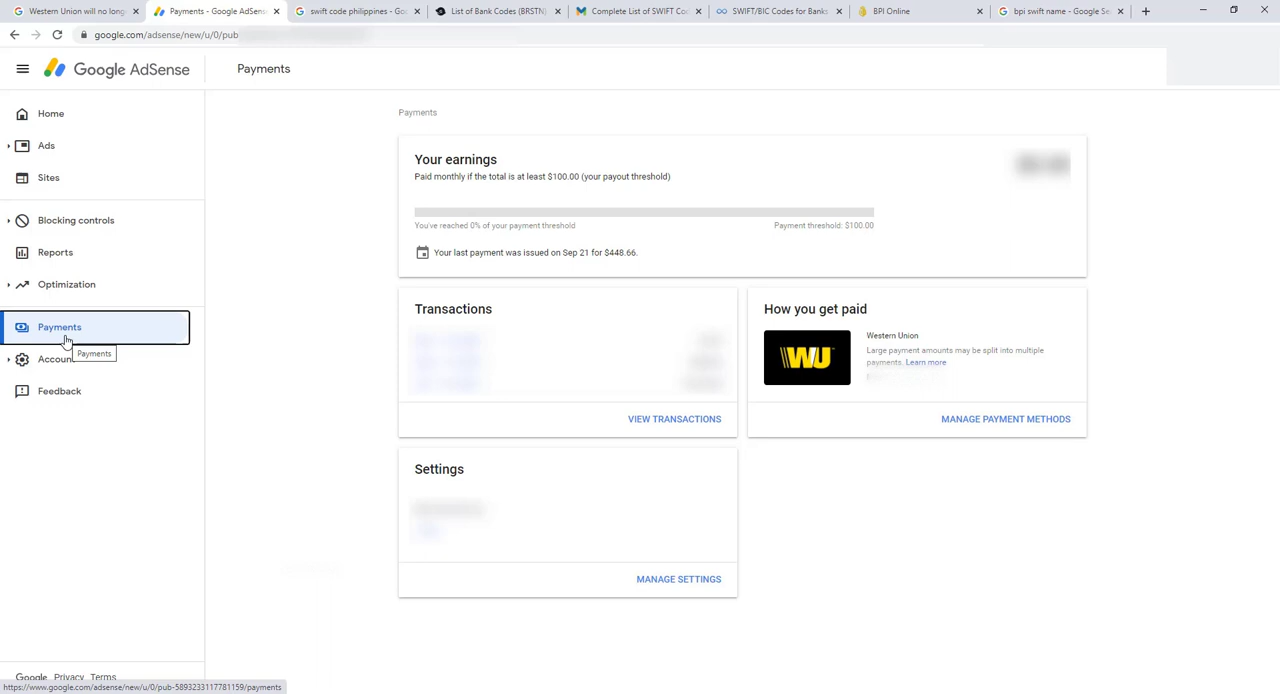 Western Union will no long
Payments - Google AdSens
swift code philippines - Goo
List of Bank Codes (BRSTN)
Complete List of SWIFT Co
SWIFT/BIC Codes for Banks
BPI Online
bpi swift name - Google Se
google.com/adsense/new/u/0/pub
Google AdSense
Payments
Home
Ads
Sites
Blocking controls
Reports
Optimization
Payments
Payments
Accoun
Feedback
Google Privacy Terms
https://www.google.com/adsense/new/u/0/pub-5893233117781159/payments
Payments
Your earnings
Paid monthly if the total is at least $100.00 (your payout threshold)
You've reached 0% of your payment threshold
Payment threshold: $100.00
Your last payment was issued on Sep 21 for $448.66.
Transactions
VIEW TRANSACTIONS
How you get paid
WU
Western Union
Large payment amounts may be split into multiple
payments. Learn more
MANAGE PAYMENT METHODS
Settings
MANAGE SETTINGS